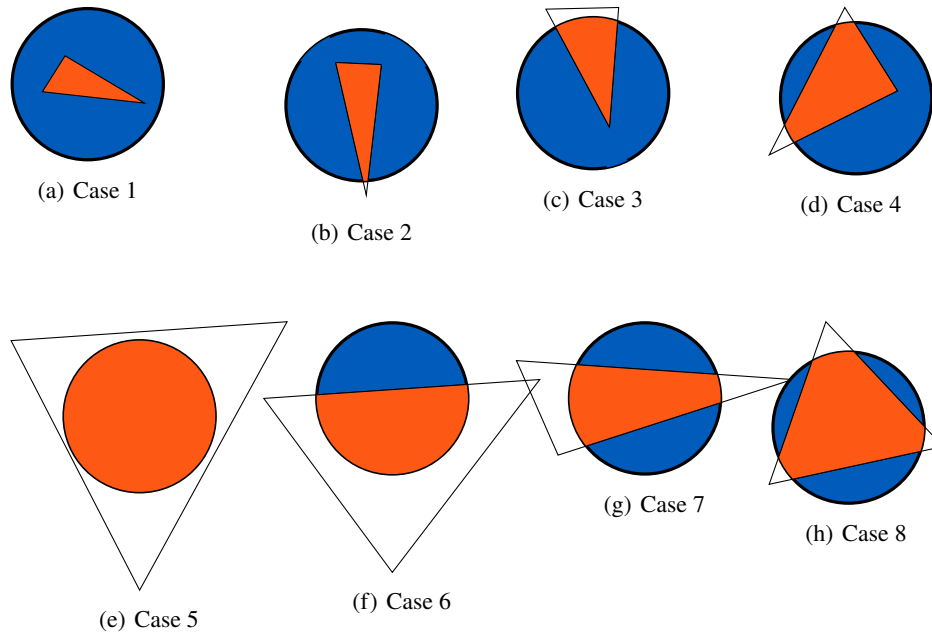 (a) Case 1
(b) Case 2
(c) Case 3
(d) Case 4
(e) Case 5
(f) Case 6
(g) Case 7
(h) Case 8